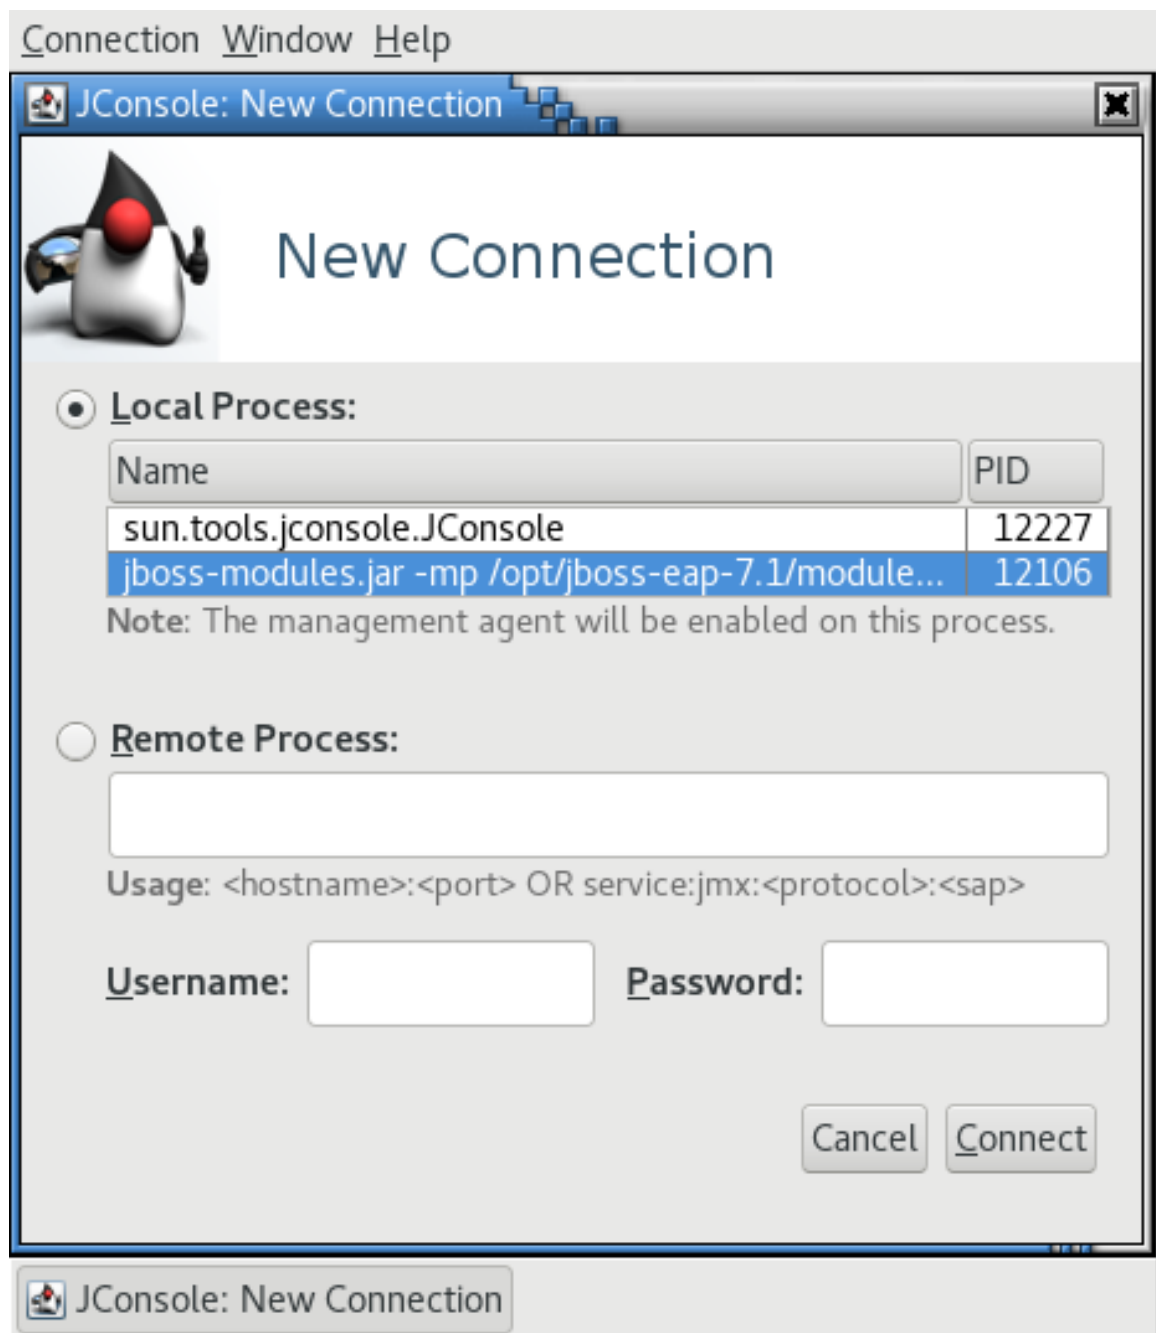 Connection Window Help
JConsole: New Connection
New Connection
Local Process:
Name PID
sun.tools.jconsole.JConsole 12227
jboss-modules.jar -mp /opt/jboss-eap-7.1/module... 12106
Note: The management agent will be enabled on this process.
Remote Process:
Usage: <hostname>:<port> OR service:jmx:<protocol>:<sap>
Username: Password:
Cancel Connect
JConsole: New Connection